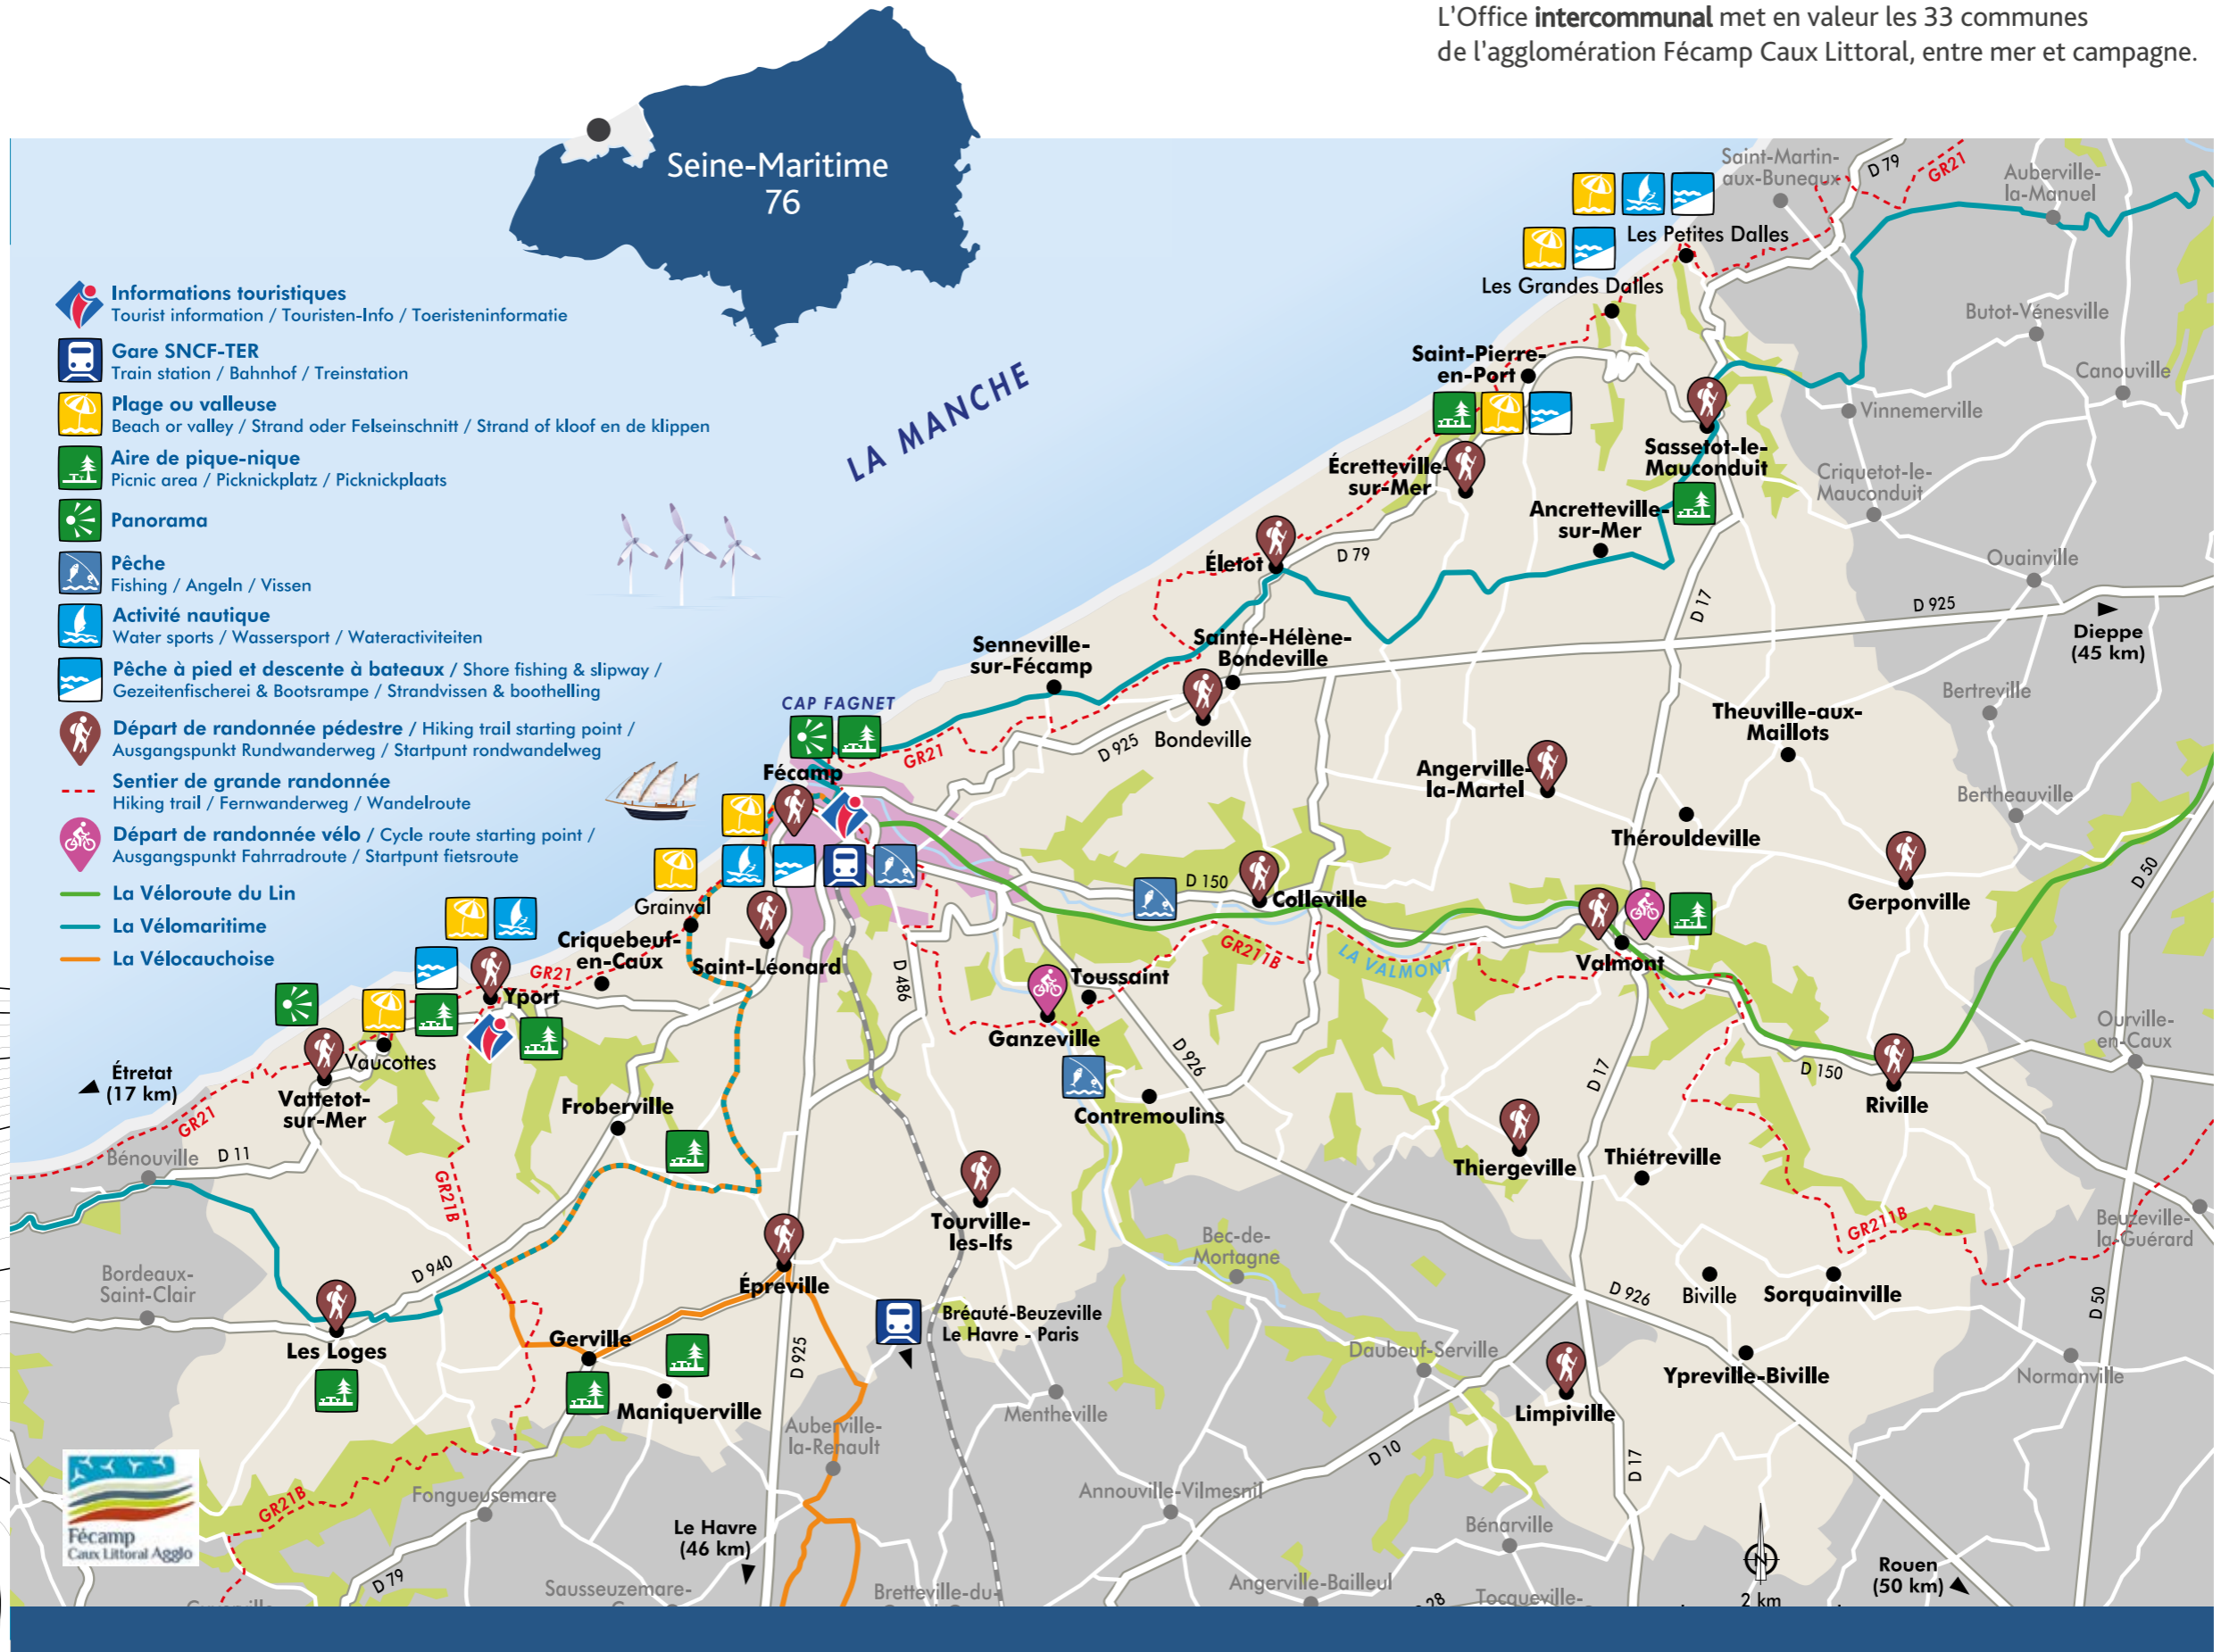 L'Office intercommunal met en valeur les 33 communes
de l'agglomération Fécamp Caux Littoral, entre mer et campagne.
Seine-Maritime
76
Informations touristiques
Tourist information / Touristen-Info / Toeristeninformatie
Gare SNCF-TER
Train station / Bahnhof / Treinstation
Plage ou valleuse
Beach or valley / Strand oder Felseinschnitt / Strand of kloof en de klippen
Aire de pique-nique
Picnic area / Picknickplatz / Picknickplaats
Panorama
Pêche
Fishing / Angeln / Vissen
Activité nautique
Water sports / Wassersport / Wateractiviteiten
Pêche à pied et descente à bateaux / Shore fishing & slipway /
Gezeitenfischerei & Bootsrampe / Strandvissen & boothelling
Départ de randonnée pédestre / Hiking trail starting point /
Ausgangspunkt Rundwanderweg / Startpunt rondwandelweg
Sentier de grande randonnée
Hiking trail / Fernwanderweg / Wandelroute
Départ de randonnée vélo / Cycle route starting point /
Ausgangspunkt Fahrradroute / Startpunt fietsroute
La Véloroute du Lin
La Vélomaritime
La Vélocauchoise
LA MANCHE
Saint-Martin-
aux-Buneaux
D 79
GR21
Auberville-
la-Manuel
Les Petites Dalles
Les Grandes Dalles
Butot-Vénesville
Saint-Pierre-
en-Port
Canouville
Vinnemerville
Sassetot-le-
Mauconduit
Écretteville-
sur-Mer
Criquetot-le-
Mauconduit
Ancretteville-
sur-Mer
Életot
D 79
Ouainville
D 17
D 925
Dieppe
(45 km)
Senneville-
sur-Fécamp
Sainte-Hélène-
Bondeville
Bertreville
CAP FAGNET
Theuville-aux-
Maillots
D 925
Bondeville
GR21
Fécamp
Angerville-
la-Martel
Bertheauville
Thérouldeville
D 50
D 150
Colleville
Gerponville
Grainval
Criquebeuf-
en-Caux
Saint-Léonard
GR211B
LA VALMONT
Valmont
GR21
Yport
D 486
Toussaint
Ganzeville
Ourville-
en-Caux
Vaucottes
Étretat
(17 km)
Vattetot-
sur-Mer
D 926
D 17
D 150
Riville
Froberville
Contremoulins
GR21
Bénouville
D 11
Thiergeville
Thiétreville
GR21B
Tourville-
les-Ifs
Bec-de-
Mortagne
GR211B
Beuzeville-
la-Guérard
Bordeaux-
Saint-Clair
D 940
Épreville
D 926
Biville
Sorquainville
D 50
Bréauté-Beuzeville
Le Havre - Paris
Les Loges
Gerville
D 925
Daubeuf-Serville
Ypreville-Biville
Normanville
Maniquerville
Mentheville
Limpiville
Auberville-
la-Renault
D 10
D 17
GR21B
Fongueusemare
Annouville-Vilmesnil
Fécamp
Caux Littoral Agglo
Le Havre
(46 km)
Bénarville
Rouen
(50 km)
N
D 79
Sausseuzemare-
Bretteville-du-
Angerville-Bailleul
Tocqueville-
2 km